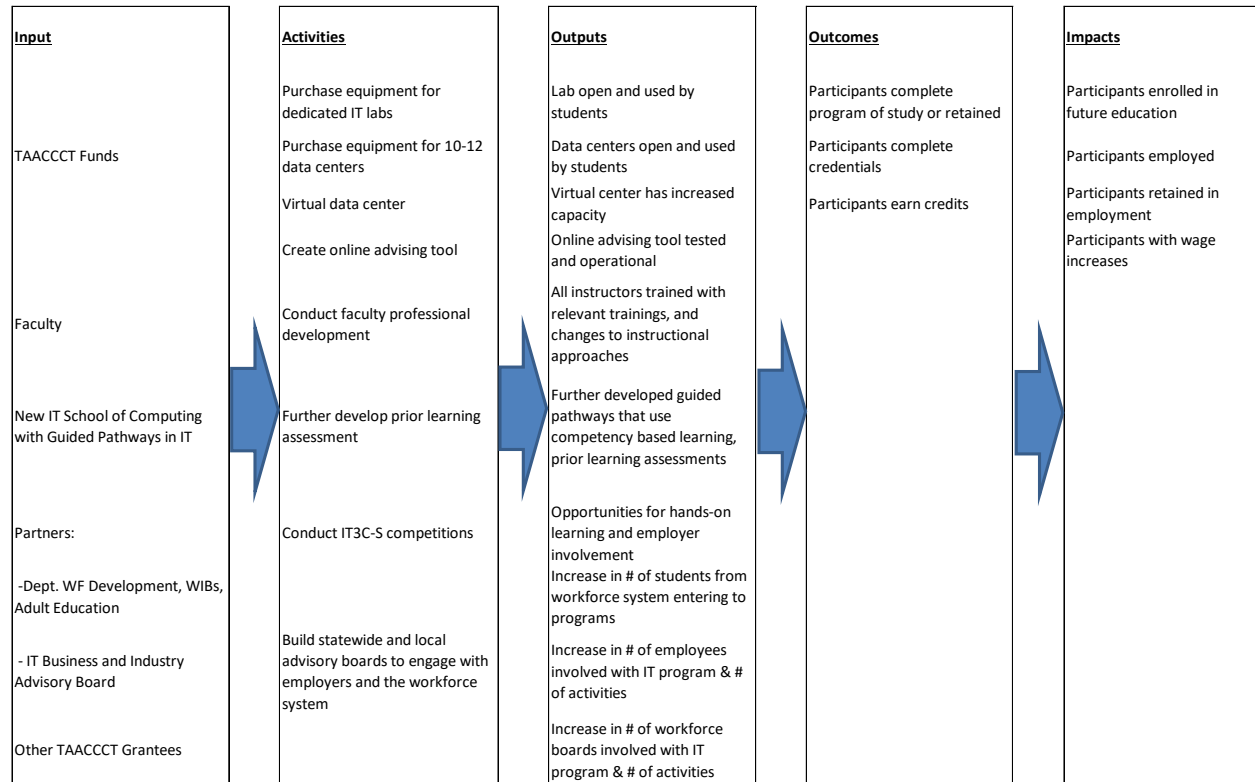 Input
TAACCCT Funds
Faculty
New IT School of Computing
with Guided Pathways in IT
Partners:
-Dept. WF Development, WIBs,
Adult Education
- IT Business and Industry
Advisory Board
Other TAACCCT Grantees
Activities
Purchase equipment for
dedicated IT labs
Purchase equipment for 10-12
data centers
Virtual data center
Create online advising tool
Conduct faculty professional
development
Further develop prior learning
assessment
Conduct IT3C-S competitions
Build statewide and local
advisory boards to engage with
employers and the workforce
system
Outputs
Lab open and used by
students
Data centers open and used
by students
Virtual center has increased
capacity
Online advising tool tested
and operational
All instructors trained with
relevant trainings, and
changes to instructional
approaches
Further developed guided
pathways that use
competency based learning,
prior learning assessments
Opportunities for hands-on
learning and employer
involvement
Increase in # of students from
workforce system entering to
programs
Increase in # of employees
involved with IT program & #
of activities
Increase in # of workforce
boards involved with IT
program & # of activities
Outcomes
Participants complete
program of study or retained
Participants complete
credentials
Participants earn credits
Impacts
Participants enrolled in
future education
Participants employed
Participants retained in
employment
Participants with wage
increases